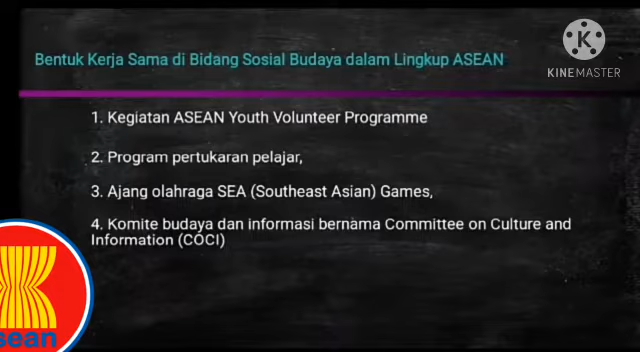 Bentuk Kerja Sama di Bidang Sosial Budaya dalam Lingkup ASEAN
KINEMASTER
1. Kegiatan ASEAN Youth Volunteer Programme
2. Program pertukaran pelajar,
3. Ajang olahraga SEA (Southeast Asian) Games,
4. Komite budaya dan informasi bernama Committee on Culture and
Information (COCI)
asean